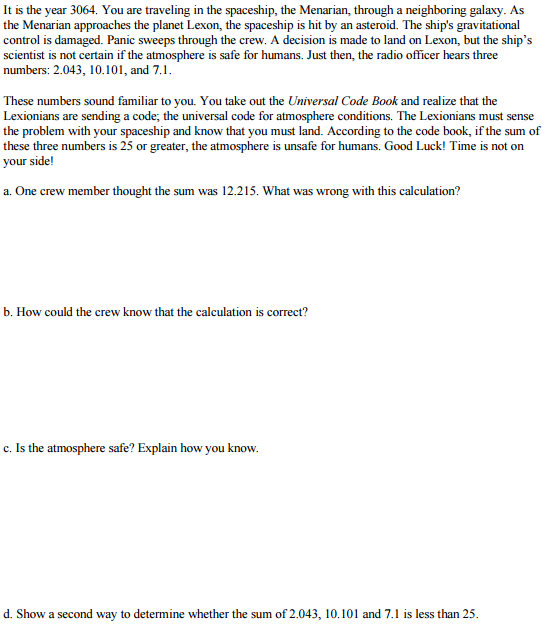 It is the year 3064. You are traveling in the spaceship, the Menarian, through a neighboring galaxy. As
the Menarian approaches the planet Lexon, the spaceship is hit by an asteroid. The ship's gravitational
control is damaged. Panic sweeps through the crew. A decision is made to land on Lexon, but the ship's
scientist is not certain if the atmosphere is safe for humans. Just then, the radio officer hears three
numbers: 2.043, 10.101, and 7.1.
These numbers sound familiar to you. You take out the Universal Code Book and realize that the
Lexionians are sending a code; the universal code for atmosphere conditions. The Lexionians must sense
the problem with your spaceship and know that you must land. According to the code book, if the sum of
these three numbers is 25 or greater, the atmosphere is unsafe for humans. Good Luck! Time is not on
your side!
a. One crew member thought the sum was 12.215. What was wrong with this calculation?
b. How could the crew know that the calculation is correct?
c. Is the atmosphere safe? Explain how you know.
d. Show a second way to determine whether the sum of 2.043, 10.101 and 7.1 is less than 25.